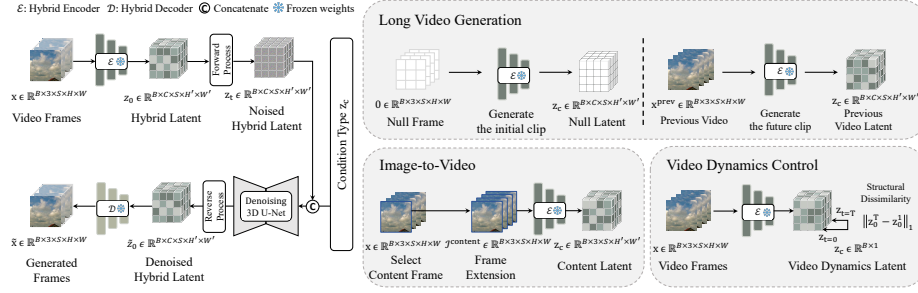 ℰ: Hybrid Encoder 𝒟: Hybrid Decoder Ⓒ Concatenate Frozen weights
ℰ
Forward
Process
x ∈ ℝ^{B×3×S×H×W}
z_0 ∈ ℝ^{B×C×S×H′×W′}
z_t ∈ ℝ^{B×C×S×H′×W′}
Video Frames
Hybrid Latent
Noised
Hybrid Latent
Condition Type z_c
𝒟
Reverse
Process
Denoising
3D U-Net
C
x̃ ∈ ℝ^{B×3×S×H×W}
z̃_0 ∈ ℝ^{B×C×S×H′×W′}
Generated
Frames
Denoised
Hybrid Latent
Long Video Generation
ℰ
0 ∈ ℝ^{B×3×S×H×W}
Null Frame
Generate
the initial clip
z_c ∈ ℝ^{B×C×S×H′×W′}
Null Latent
ℰ
x^{prev} ∈ ℝ^{B×3×S×H×W}
Previous Video
Generate
the future clip
z_c ∈ ℝ^{B×C×S×H′×W′}
Previous
Video Latent
Image-to-Video
ℰ
x ∈ ℝ^{B×3×S×H×W}
Select
Content Frame
^{content} ∈ ℝ^{B×3×S×H×W}
Frame
Extension
z_c ∈ ℝ^{B×C×S×H′×W′}
Content Latent
Video Dynamics Control
ℰ
Structural
Dissimilarity
z_{t=T}
‖z_0^T − z_0^1‖
z_{t=0}
x ∈ ℝ^{B×3×S×H×W}
z_c ∈ ℝ^{B×1}
Video Frames
Video Dynamics Latent